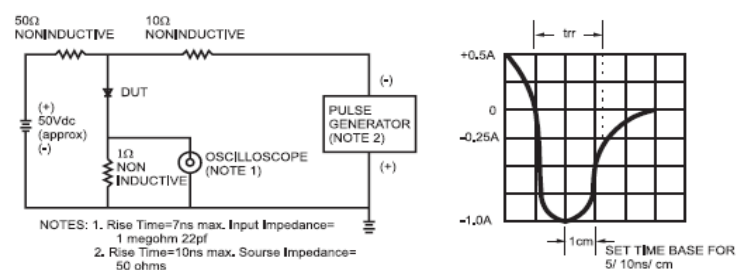 50Ω
NONINDUCTIVE
10Ω
NONINDUCTIVE
DUT
(+)
50Vdc
(approx)
(-)
1Ω
NON
INDUCTIVE
OSCILLOSCOPE
(NOTE 1)
(-)
PULSE
GENERATOR
(NOTE 2)
(+)
NOTES: 1. Rise Time=7ns max. Input Impedance=
1 megohm 22pf
2. Rise Time=10ns max. Sourse Impedance=
50 ohms
trr
+0.5A
0
-0.25A
-1.0A
1cm
SET TIME BASE FOR
5/ 10ns/ cm